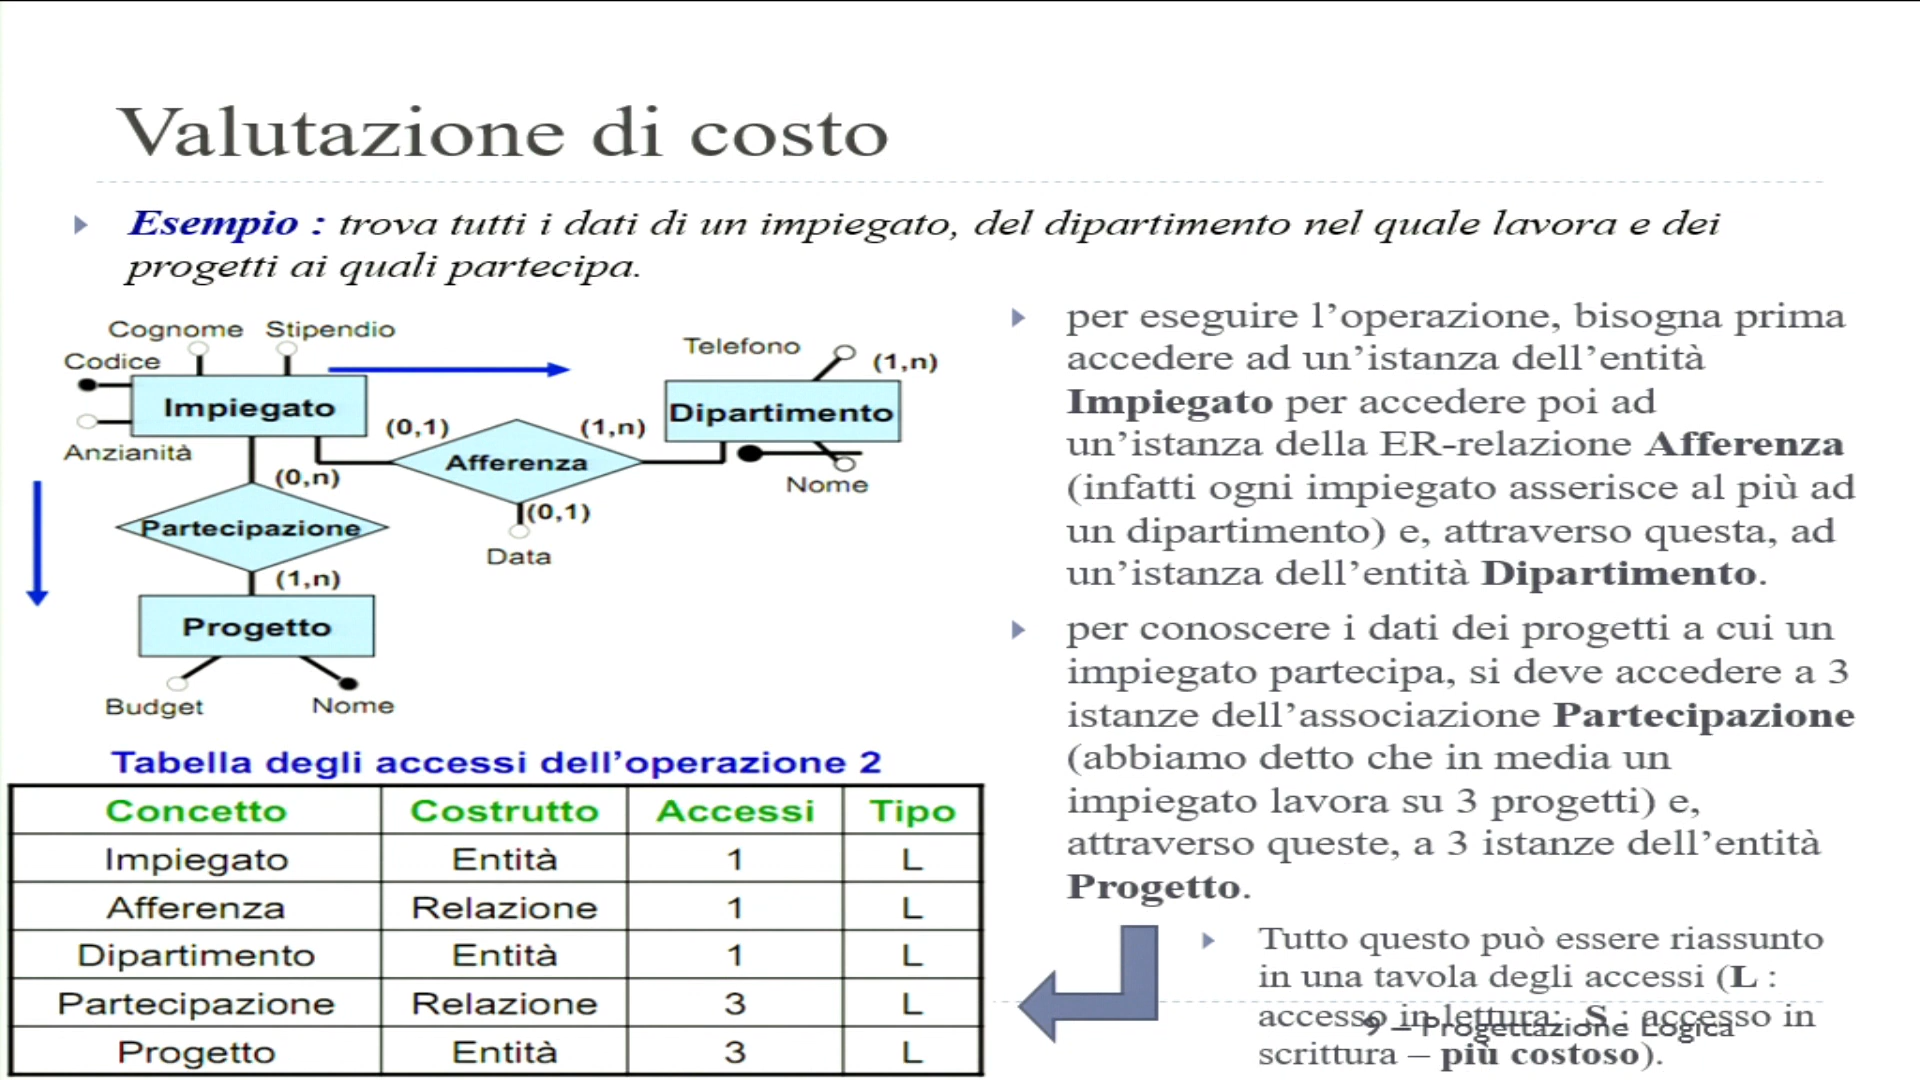 Valutazione di costo
Esempio : trova tutti i dati di un impiegato, del dipartimento nel quale lavora e dei
progetti ai quali partecipa.
Cognome Stipendio
Codice
Impiegato
Anzianità
(0,1)
Afferenza
(1,n)
Telefono
(1,n)
Dipartimento
Nome
(0,1)
Data
(0,n)
Partecipazione
(1,n)
Progetto
Budget
Nome
per eseguire l’operazione, bisogna prima
accedere ad un’istanza dell’entità
Impiegato per accedere poi ad
un’istanza della ER-relazione Afferenza
(infatti ogni impiegato asserisce al più ad
un dipartimento) e, attraverso questa, ad
un’istanza dell’entità Dipartimento.
per conoscere i dati dei progetti a cui un
impiegato partecipa, si deve accedere a 3
istanze dell’associazione Partecipazione
(abbiamo detto che in media un
impiegato lavora su 3 progetti) e,
attraverso queste, a 3 istanze dell’entità
Progetto.
Tutto questo può essere riassunto
in una tavola degli accessi (L :
accesso in lettura; S : accesso in
scrittura – più costoso).
Tabella degli accessi dell’operazione 2
Concetto Costrutto Accessi Tipo
Impiegato Entità 1 L
Afferenza Relazione 1 L
Dipartimento Entità 1 L
Partecipazione Relazione 3 L
Progetto Entità 3 L
9 – Progettazione Logica